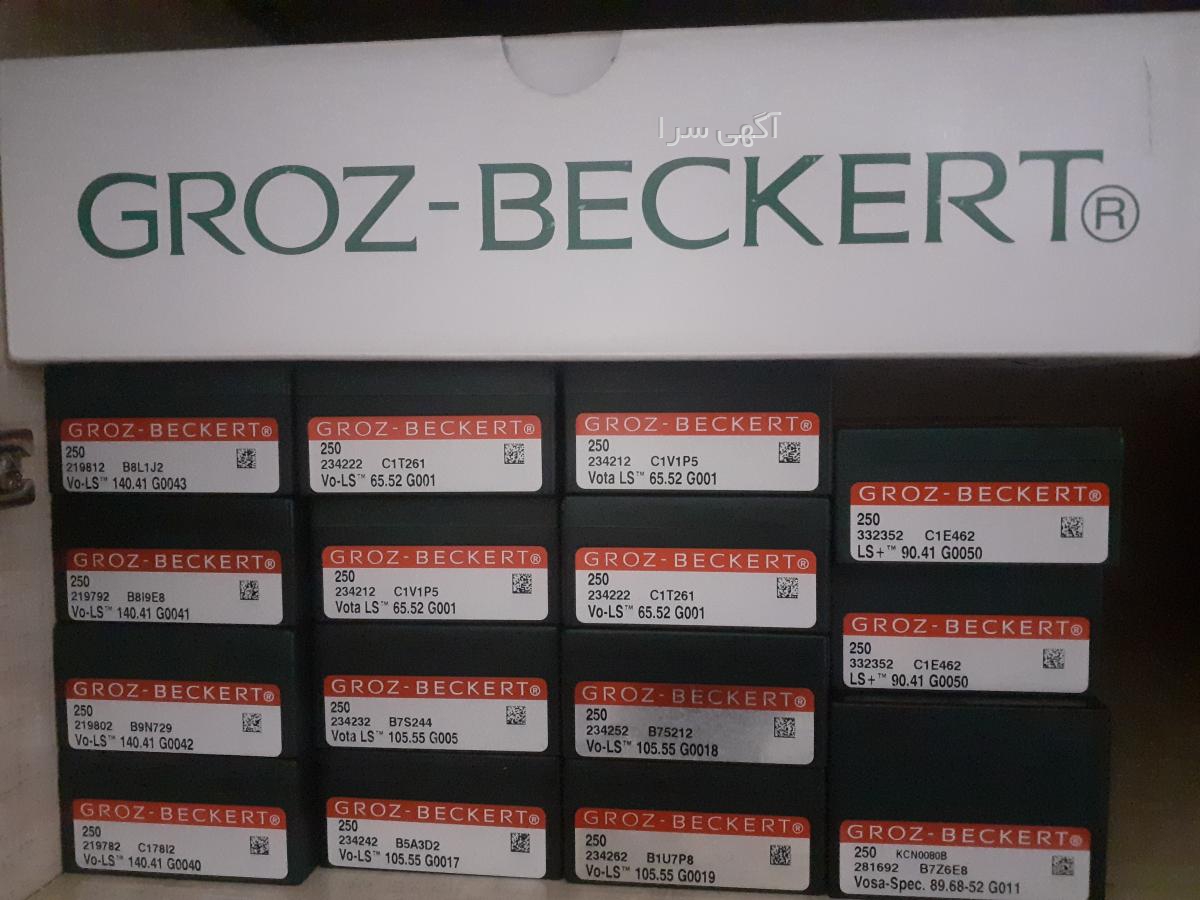 آگهی سرا
GROZ-BECKERT®
GROZ-BECKERT®
250
219812 B8L1J2
Vo-LS™ 140.41 G0043
GROZ-BECKERT®
250
219792 B8I9E8
Vo-LS™ 140.41 G0041
GROZ-BECKERT®
250
219802 B9N729
Vo-LS™ 140.41 G0042
GROZ-BECKERT®
250
219782 C178I2
Vo-LS™ 140.41 G0040
GROZ-BECKERT®
250
234222 C1T261
Vo-LS™ 65.52 G001
GROZ-BECKERT®
250
234212 C1V1P5
Vota LS™ 65.52 G001
GROZ-BECKERT®
250
234232 B7S244
Vota LS™ 105.55 G005
GROZ-BECKERT®
250
234242 B5A3D2
Vo-LS™ 105.55 G0017
GROZ-BECKERT®
250
234212 C1V1P5
Vota LS™ 65.52 G001
GROZ-BECKERT®
250
234222 C1T261
Vo-LS™ 65.52 G001
GROZ-BECKERT®
250
234252 B75212
Vo-LS™ 105.55 G0018
GROZ-BECKERT®
250
234262 B1U7P8
Vo-LS™ 105.55 G0019
GROZ-BECKERT®
250
332352 C1E462
LS+™ 90.41 G0050
GROZ-BECKERT®
250
332352 C1E462
LS+™ 90.41 G0050
GROZ-BECKERT®
250 KCN0080B
281692 B7Z6E8
Vosa-Spec. 89.68-52 G011